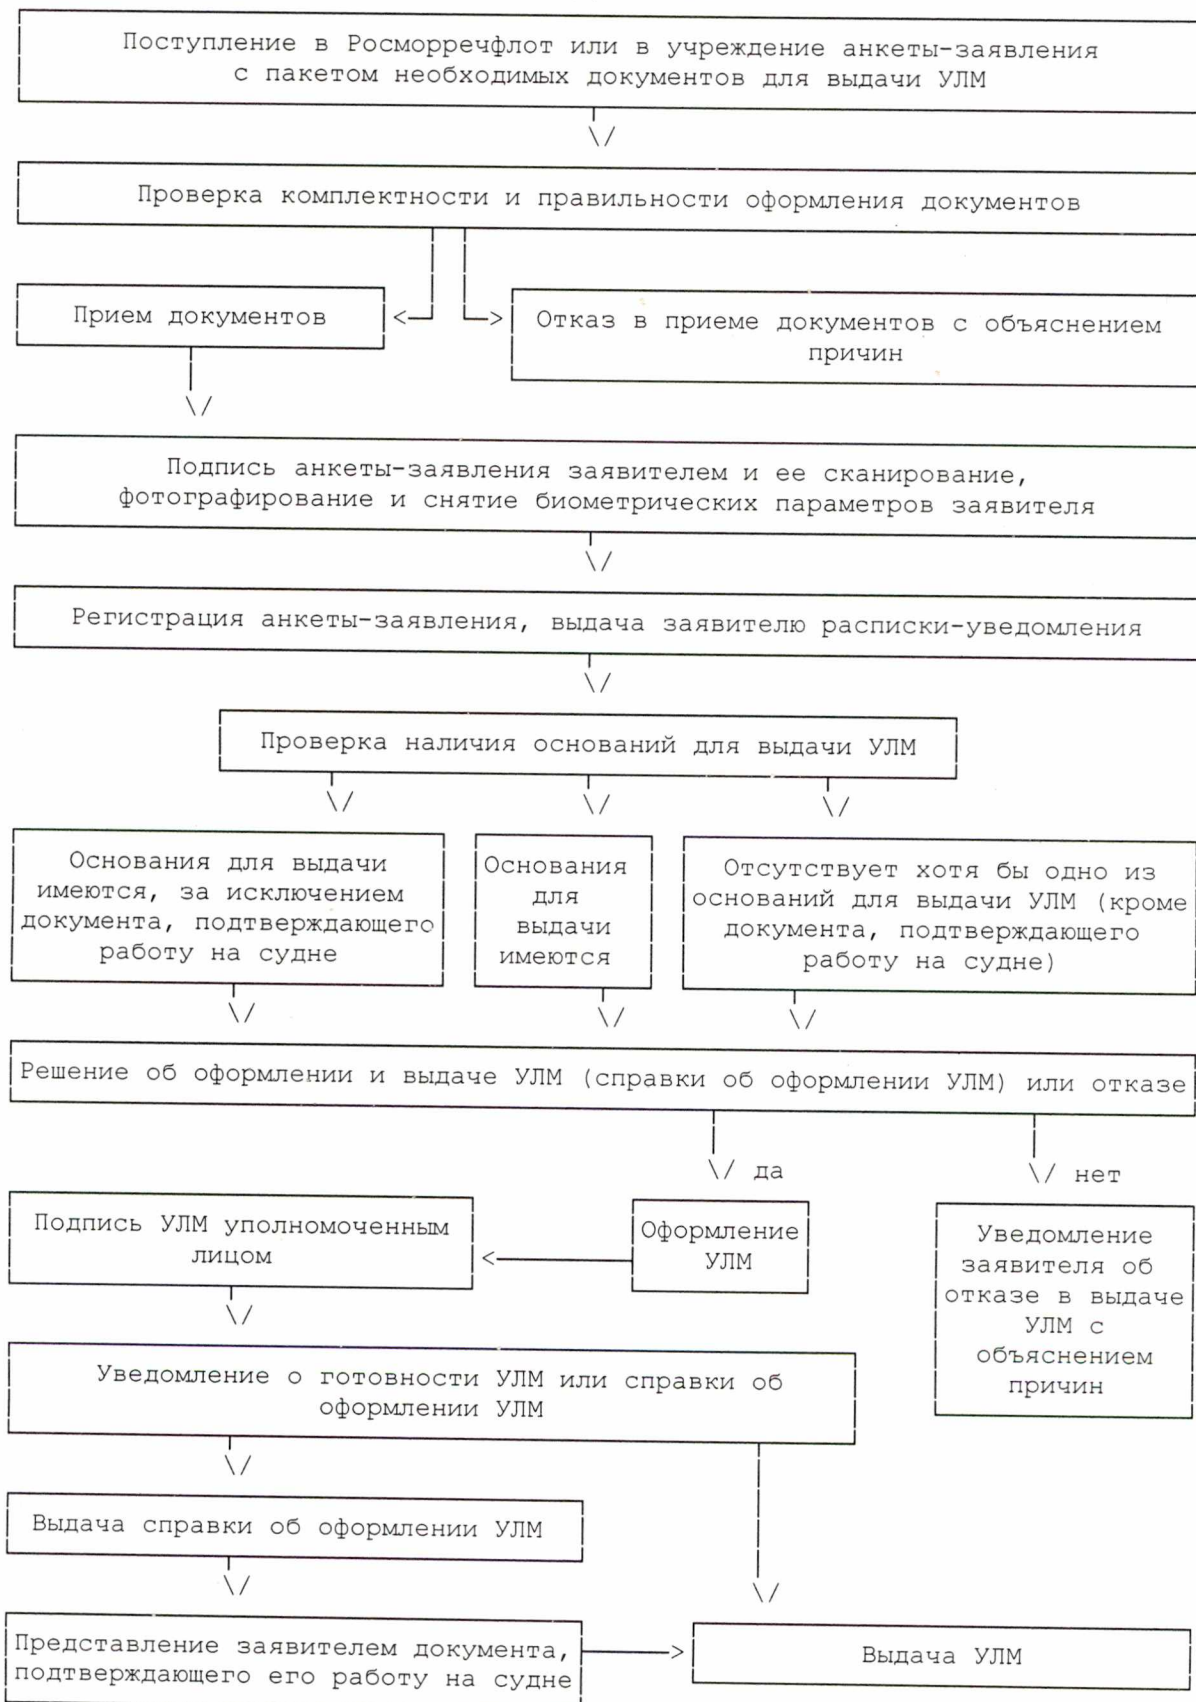 Поступление в Росморречфлот или в учреждение анкеты-заявления
с пакетом необходимых документов для выдачи УЛМ
\/
Проверка комплектности и правильности оформления документов
Прием документов
<
>
Отказ в приеме документов с объяснением
причин
\/
Подпись анкеты-заявления заявителем и ее сканирование,
фотографирование и снятие биометрических параметров заявителя
\/
Регистрация анкеты-заявления, выдача заявителю расписки-уведомления
\/
Проверка наличия оснований для выдачи УЛМ
\/ \/ \/
Основания для выдачи
имеются, за исключением
документа, подтверждающего
работу на судне
Основания
для
выдачи
имеются
Отсутствует хотя бы одно из
оснований для выдачи УЛМ (кроме
документа, подтверждающего
работу на судне)
\/ \/ \/
Решение об оформлении и выдаче УЛМ (справки об оформлении УЛМ) или отказе
\/ да
\/ нет
Подпись УЛМ уполномоченным
лицом
<
Оформление
УЛМ
Уведомление
заявителя об
отказе в выдаче
УЛМ с
объяснением
причин
\/
Уведомление о готовности УЛМ или справки об
оформлении УЛМ
\/
Выдача справки об оформлении УЛМ
\/ \/
Представление заявителем документа,
подтверждающего его работу на судне
>
Выдача УЛМ